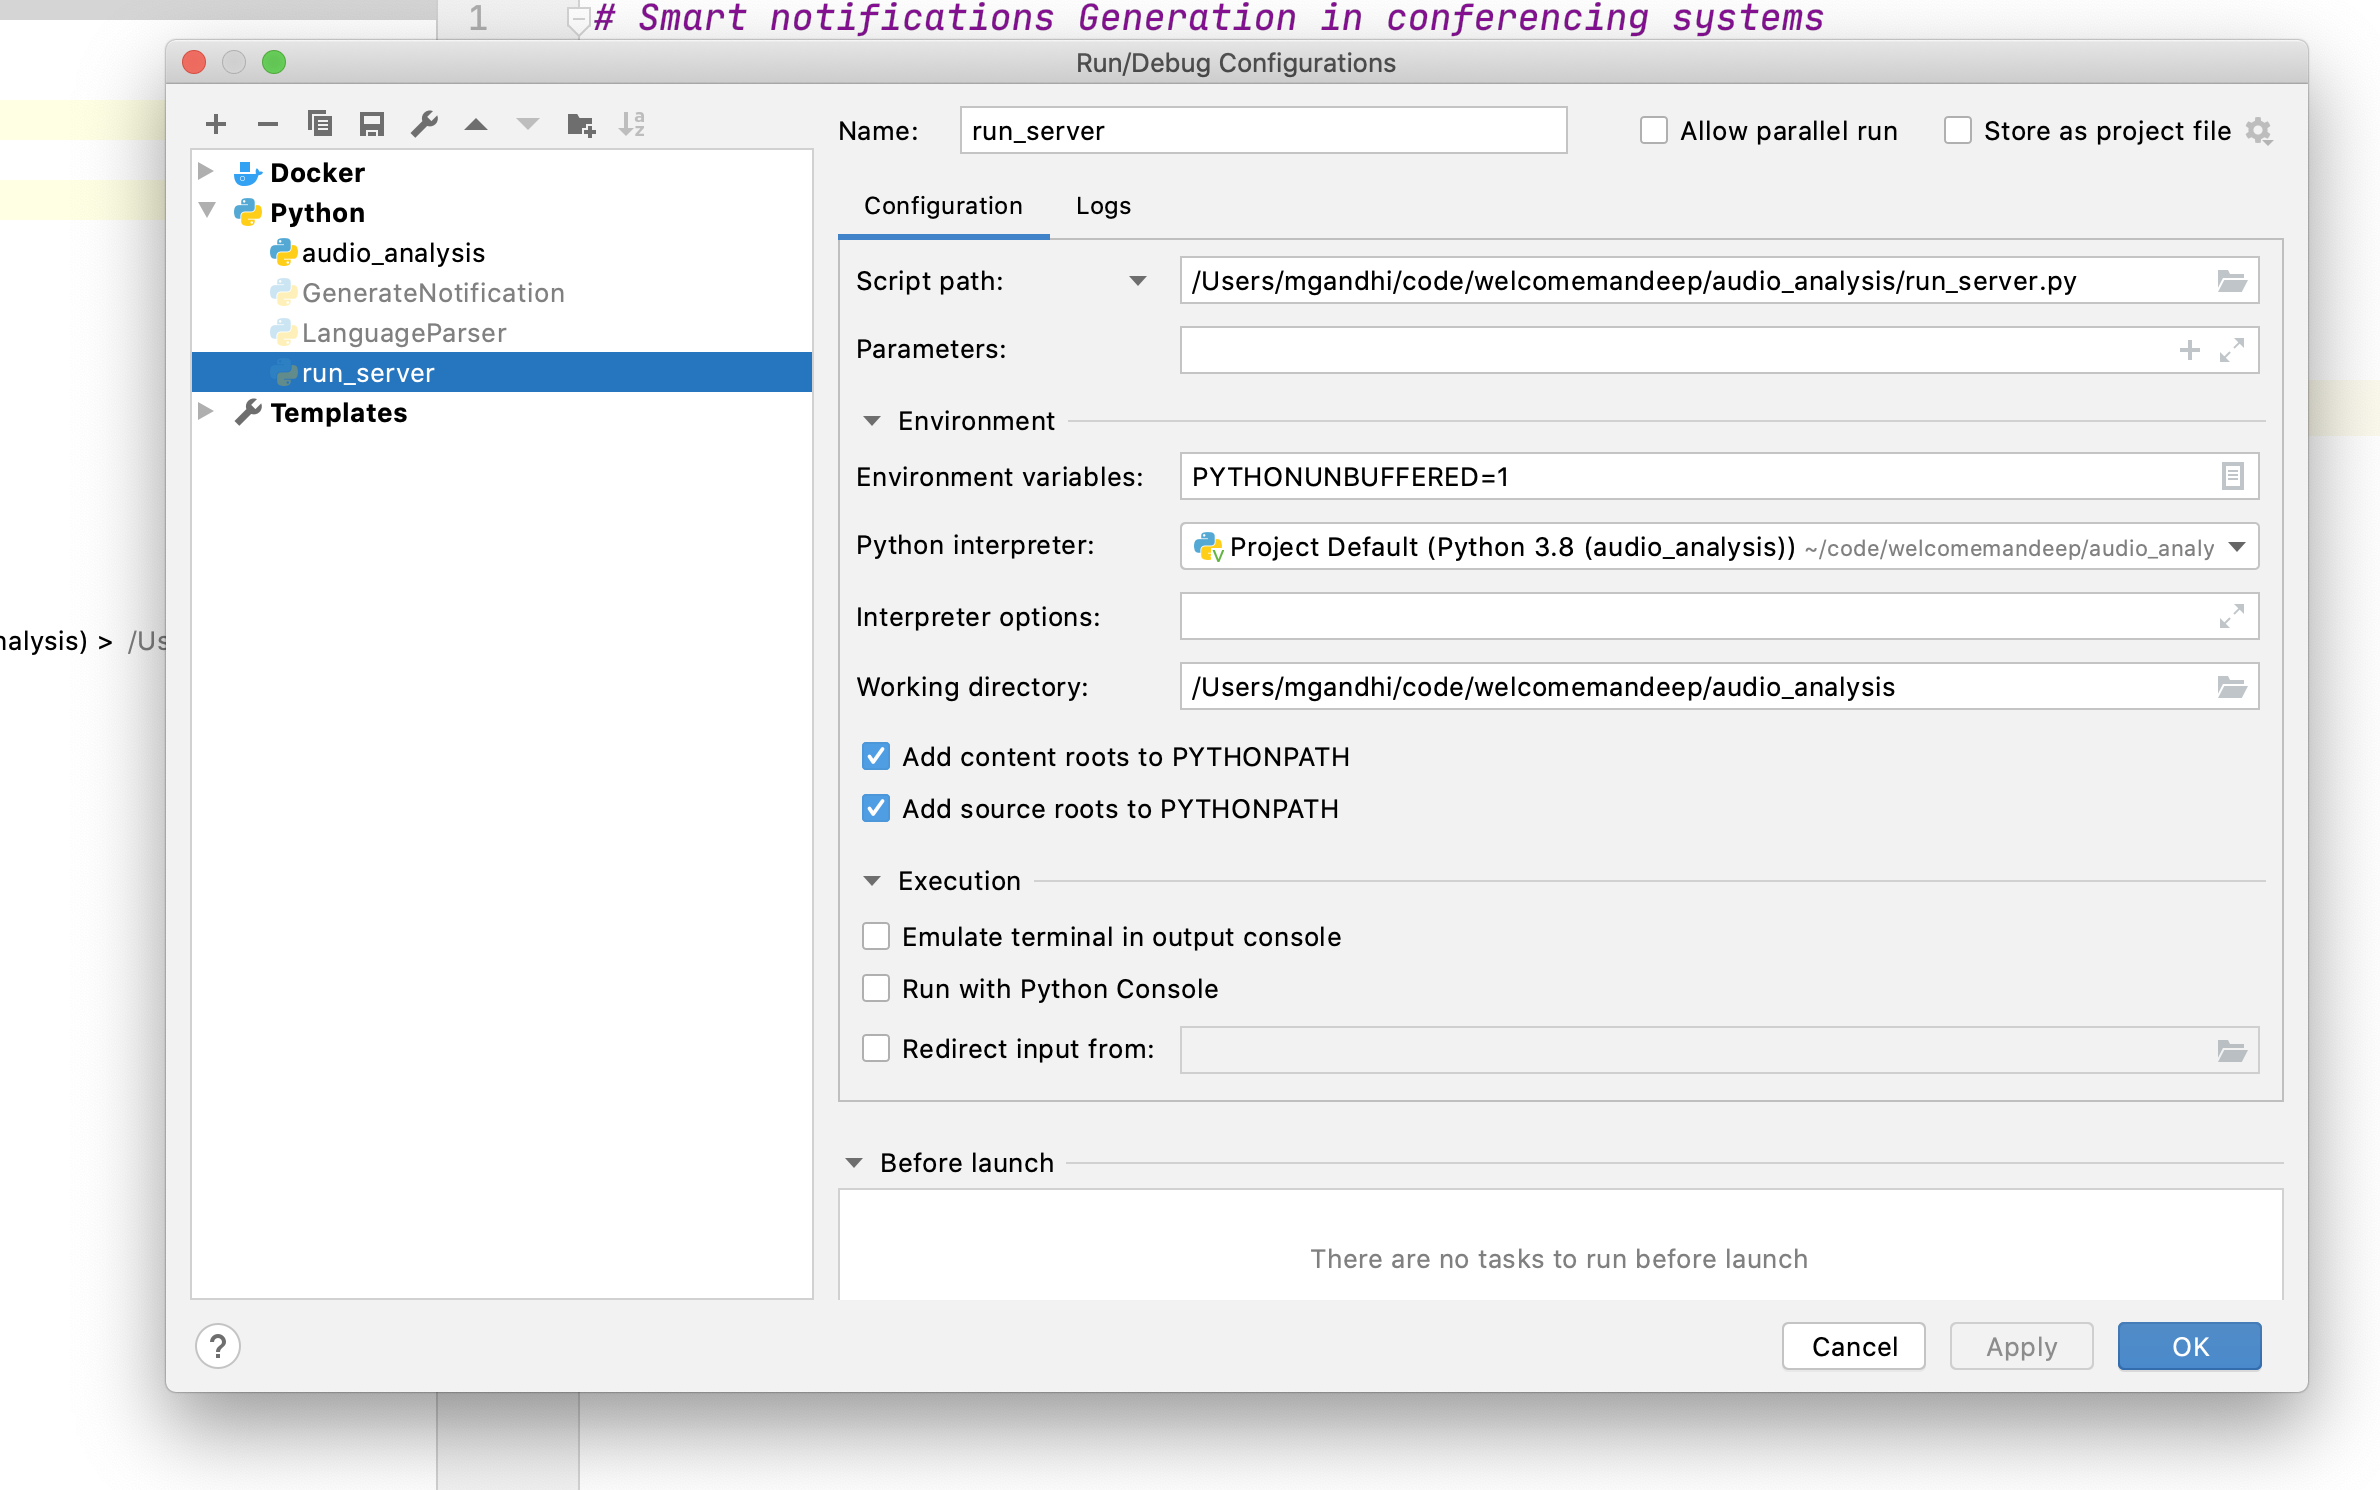 1 # Smart notifications Generation in conferencing systems
Run/Debug Configurations
Docker
Python
audio_analysis
GenerateNotification
LanguageParser
run_server
Templates
Name: run_server Allow parallel run Store as project file
Configuration Logs
Script path: /Users/mgandhi/code/welcomemandeep/audio_analysis/run_server.py
Parameters:
Environment
Environment variables: PYTHONUNBUFFERED=1
Python interpreter: Project Default (Python 3.8 (audio_analysis)) ~/code/welcomemandeep/audio_analy
Interpreter options:
nalysis) > /Us
Working directory: /Users/mgandhi/code/welcomemandeep/audio_analysis
Add content roots to PYTHONPATH
Add source roots to PYTHONPATH
Execution
Emulate terminal in output console
Run with Python Console
Redirect input from:
Before launch
There are no tasks to run before launch
? Cancel Apply OK